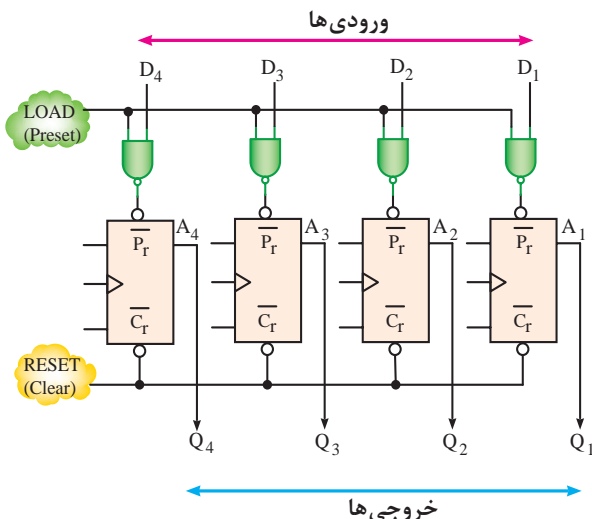 ورودی‌ها
D4 D3 D2 D1
LOAD
(Preset)
A4 A3 A2 A1
Pr Pr Pr Pr
Cr Cr Cr Cr
RESET
(Clear)
Q4 Q3 Q2 Q1
خروجی‌ها